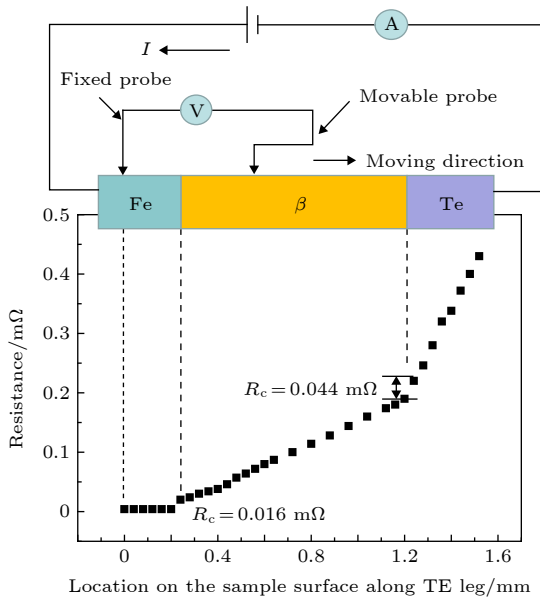 A
I
Fixed probe
V
Movable probe
Moving direction
Fe
β
Te
0.5
0.4
0.3
0.2
0.1
0
Resistance/mΩ
R_c = 0.044 mΩ
R_c = 0.016 mΩ
0 0.4 0.8 1.2 1.6
Location on the sample surface along TE leg/mm